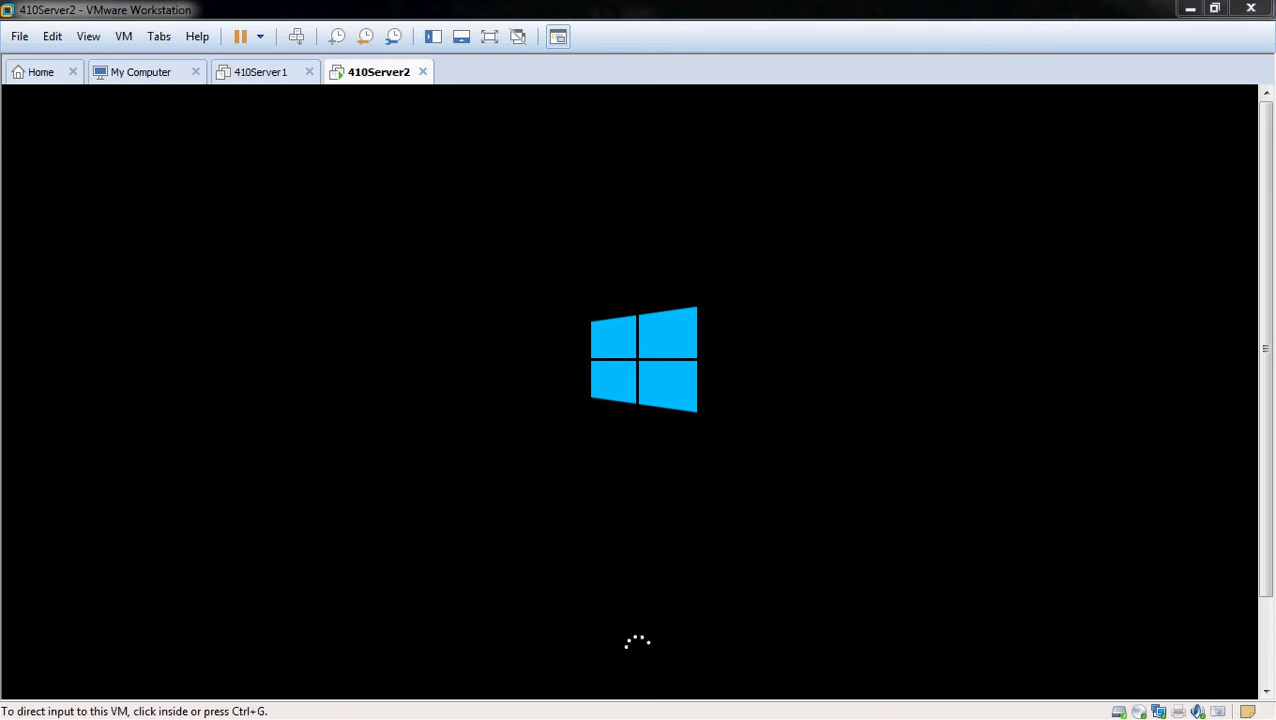 410Server2 - VMware Workstation
File Edit View VM Tabs Help
Home My Computer 410Server1 410Server2
To direct input to this VM, click inside or press Ctrl+G.